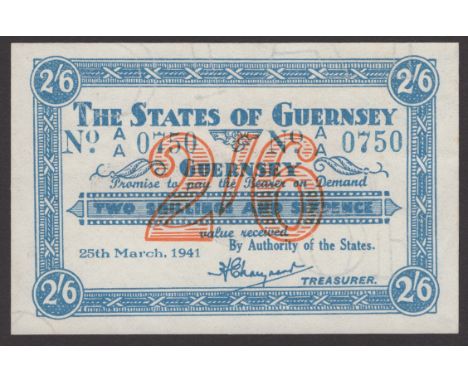 2/6 2/6
THE STATES OF GUERNSEY
No A/A 0750 No A/A 0750
2/6
GUERNSEY
Promise to pay the Bearer on Demand
TWO SHILLINGS AND SIXPENCE
value received
By Authority of the States.
25th March, 1941
TREASURER.
2/6 2/6